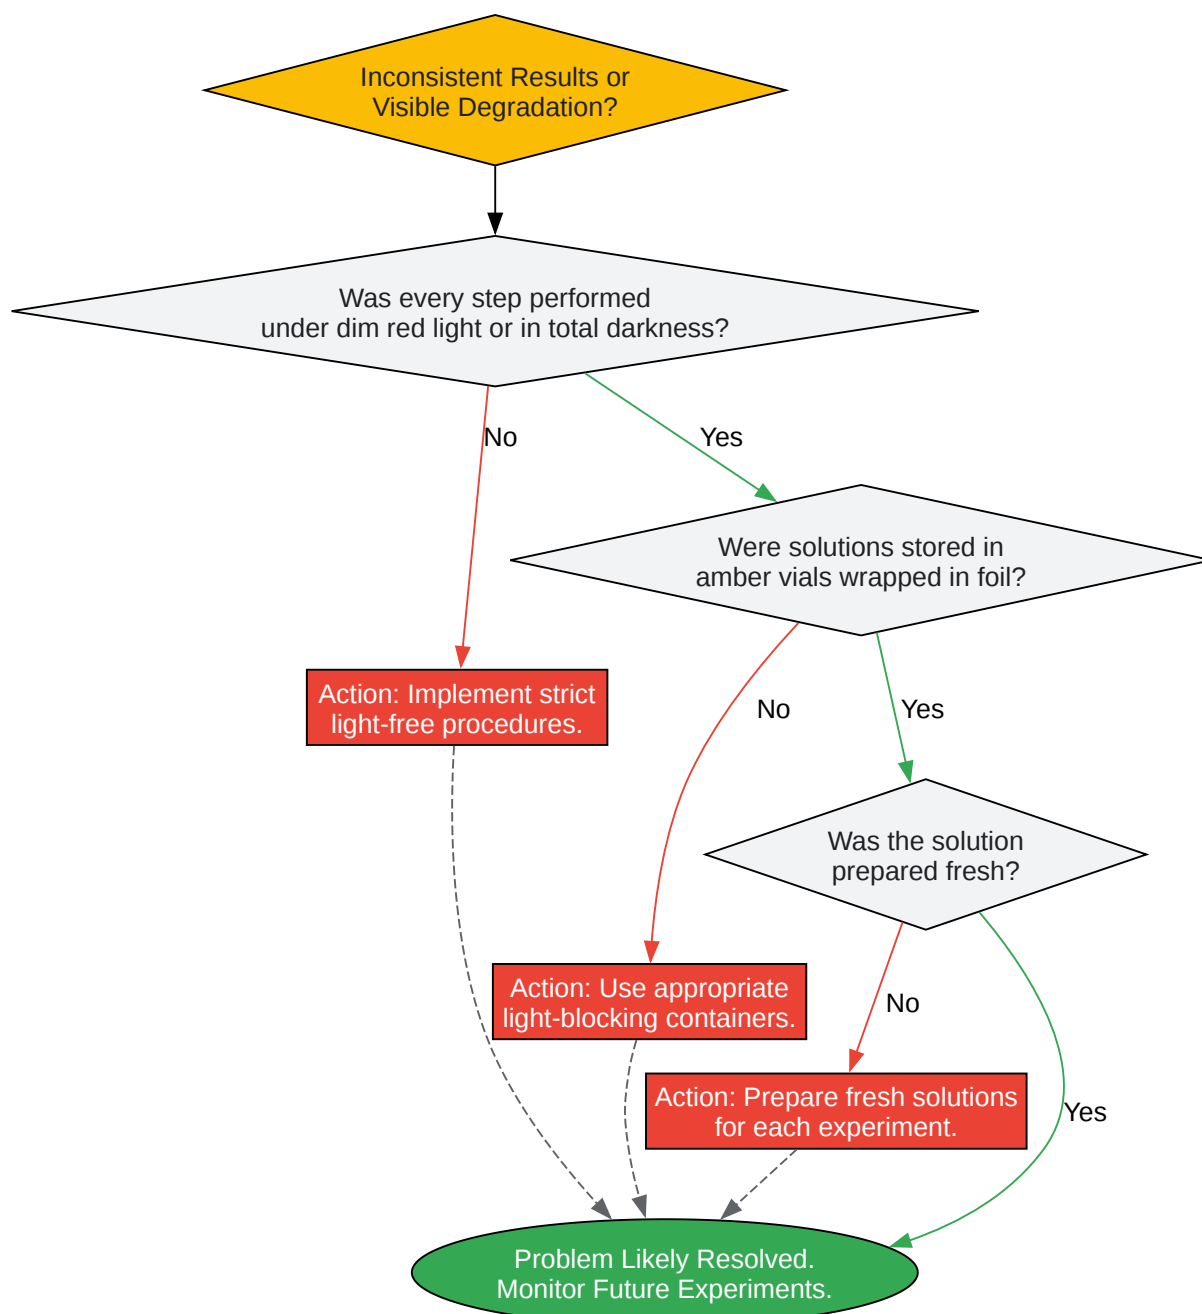 Inconsistent Results or
Visible Degradation?
Was every step performed
under dim red light or in total darkness?
No
Yes
Were solutions stored in
amber vials wrapped in foil?
Action: Implement strict
light-free procedures.
No
Yes
Was the solution
prepared fresh?
Action: Use appropriate
light-blocking containers.
No
Action: Prepare fresh solutions
for each experiment.
Yes
Problem Likely Resolved.
Monitor Future Experiments.